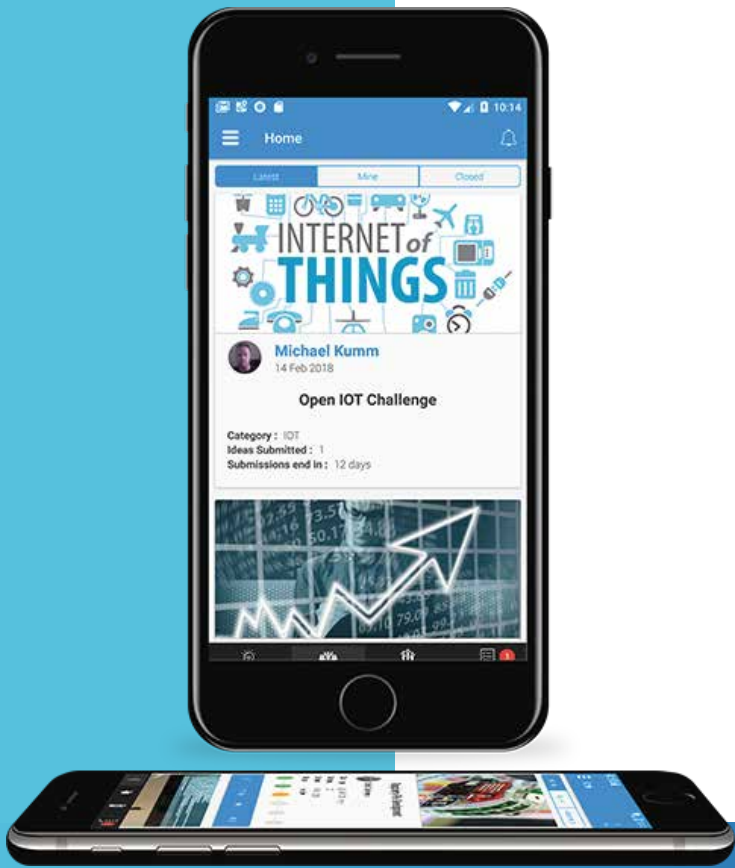 10:14
Home
Latest
Mine
Closed
INTERNET of
THINGS
Michael Kumm
14 Feb 2018
Open IOT Challenge
Category : IOT
Ideas Submitted : 1
Submissions end in : 12 days